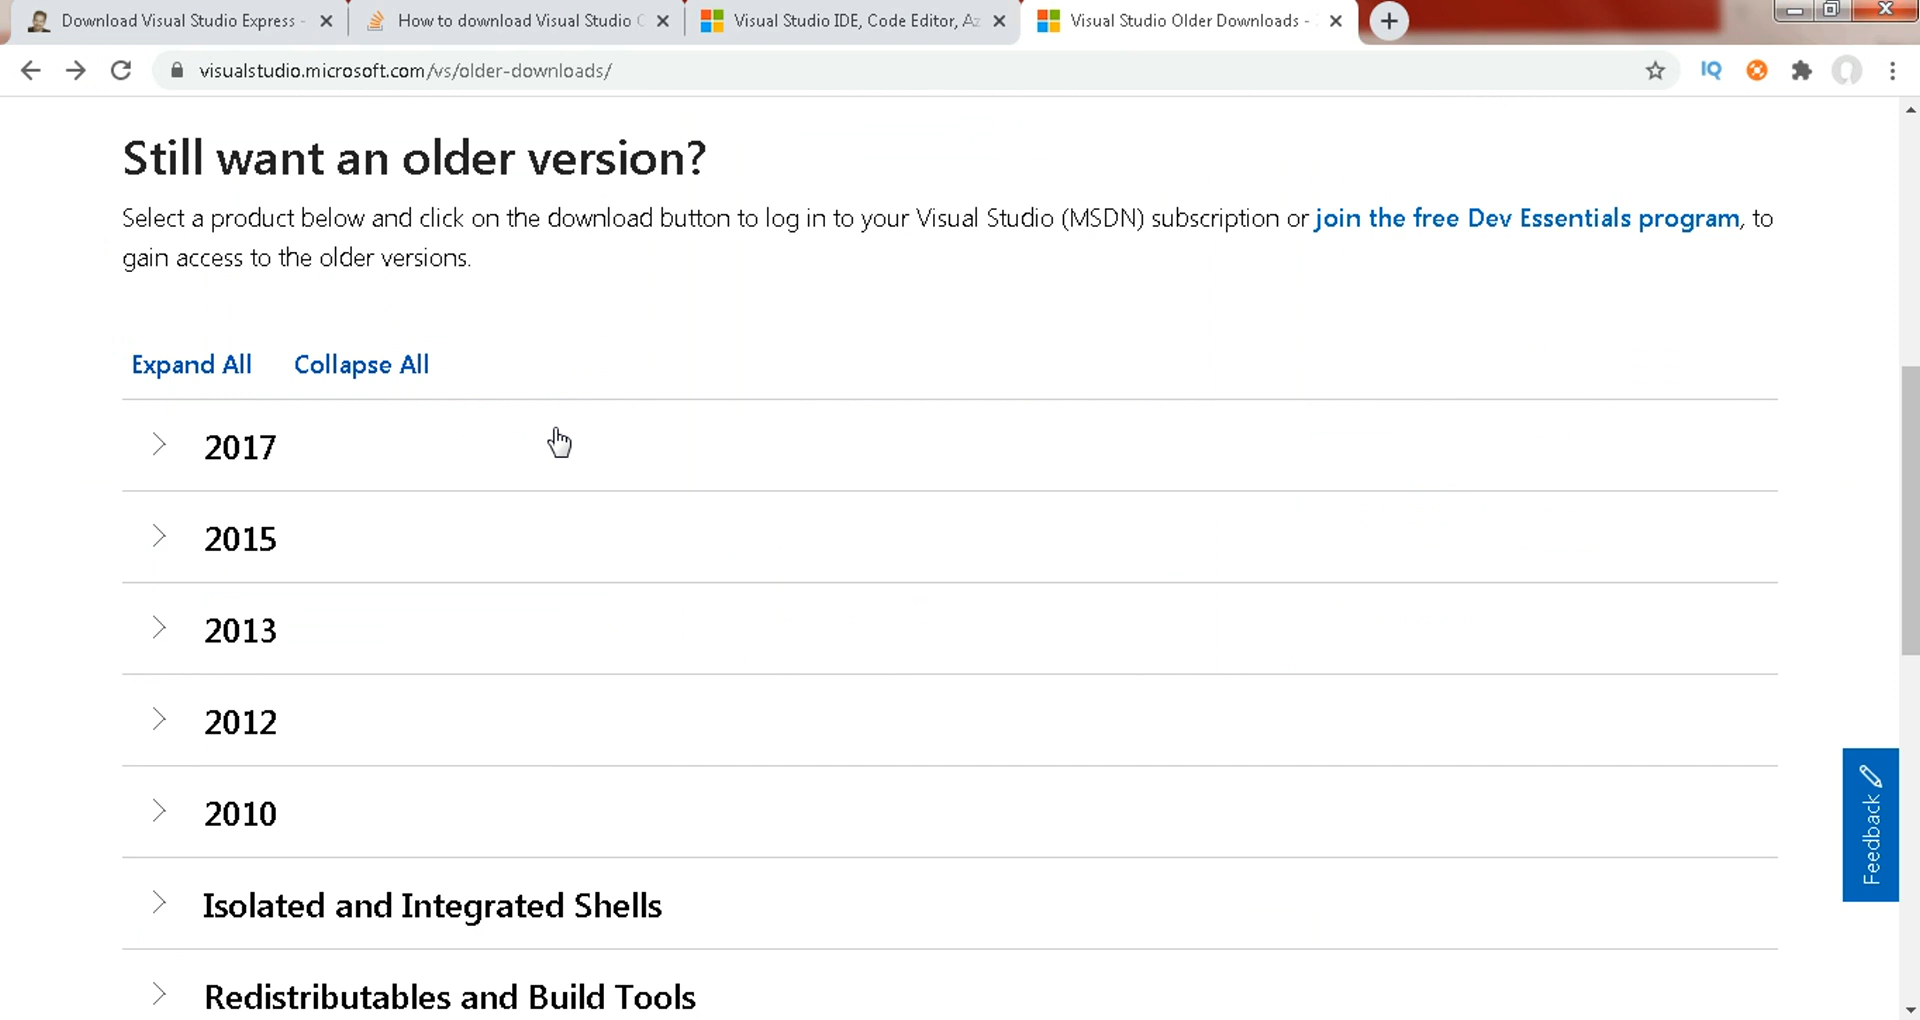 Download Visual Studio Express -
How to download Visual Studio C
Visual Studio IDE, Code Editor, Az
Visual Studio Older Downloads -
visualstudio.microsoft.com/vs/older-downloads/
IQ
Still want an older version?
Select a product below and click on the download button to log in to your Visual Studio (MSDN) subscription or join the free Dev Essentials program, to
gain access to the older versions.
Expand All Collapse All
2017
2015
2013
2012
2010
Feedback
Isolated and Integrated Shells
Redistributables and Build Tools